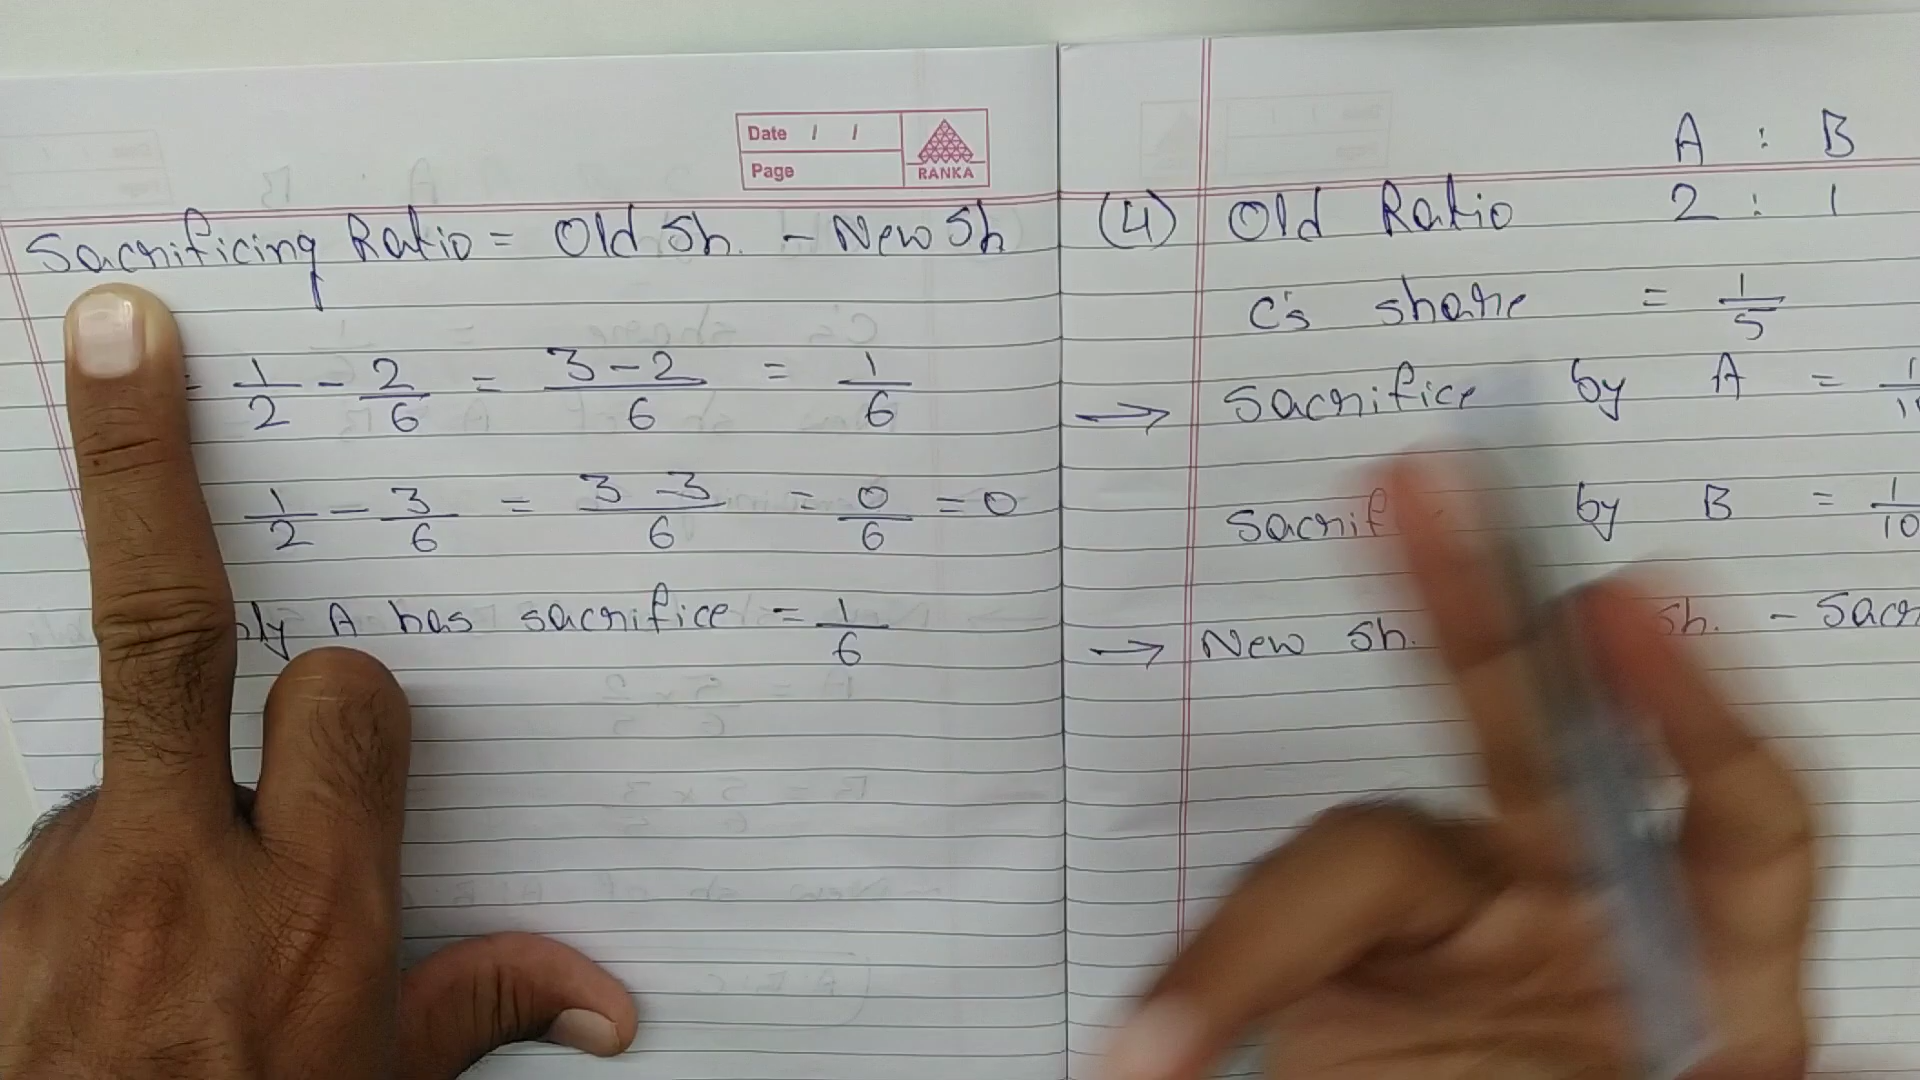 Date / /
Page
RANKA
Sacrificing Ratio = Old Sh. - New Sh
= 1/2 - 2/6 = 3-2/6 = 1/6
1/2 - 3/6 = 3-3/6 = 0/6 = 0
A has sacrifice = 1/6
A : B
(4) Old Ratio 2 : 1
C's share = 1/5
→ Sacrifice by A =
by B = 1/10
→ New Sh. Sh. -